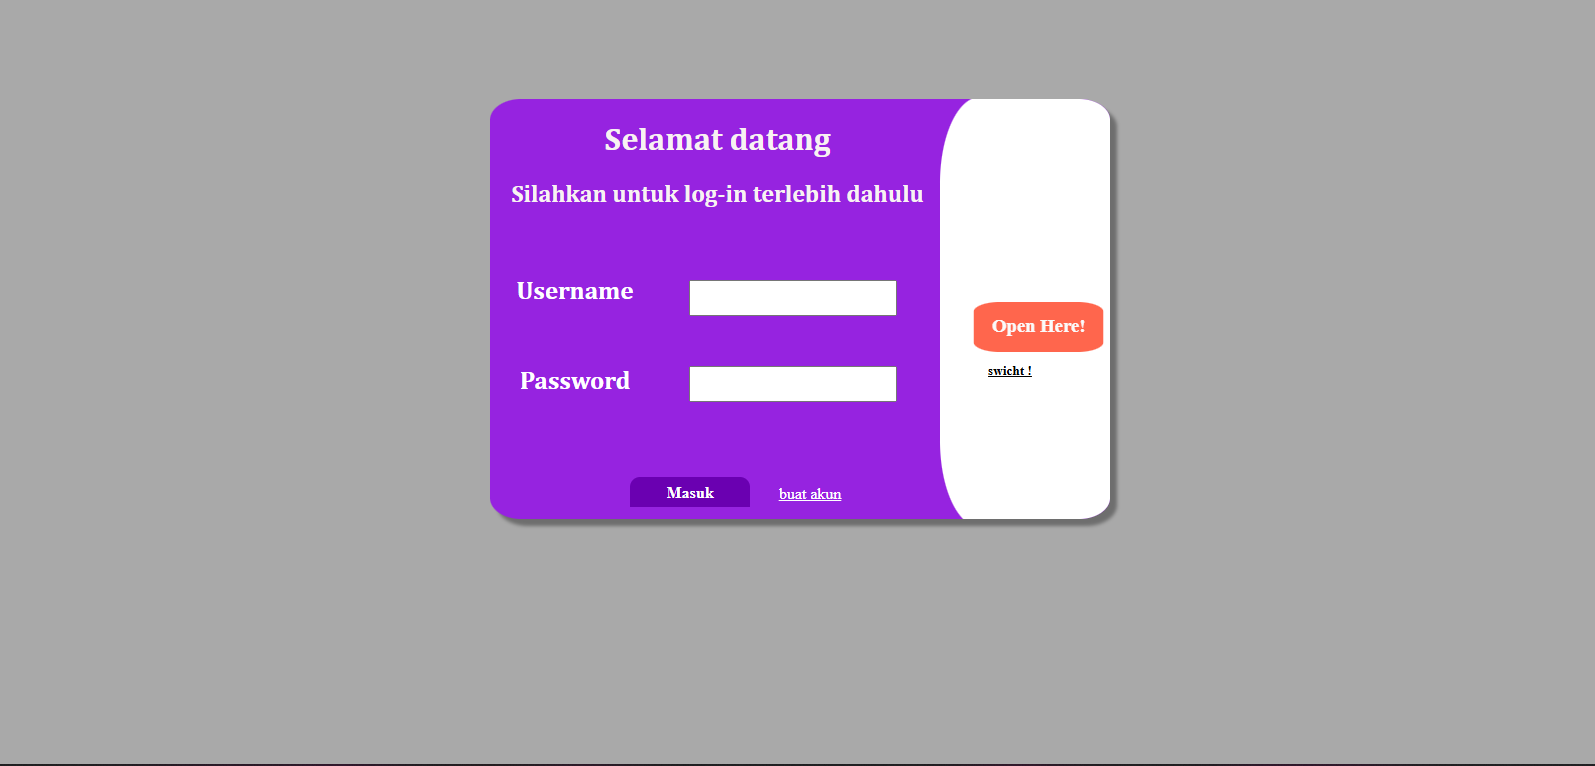 Selamat datang
Silahkan untuk log-in terlebih dahulu
Username
Password
Masuk
buat akun
Open Here!
swicht !